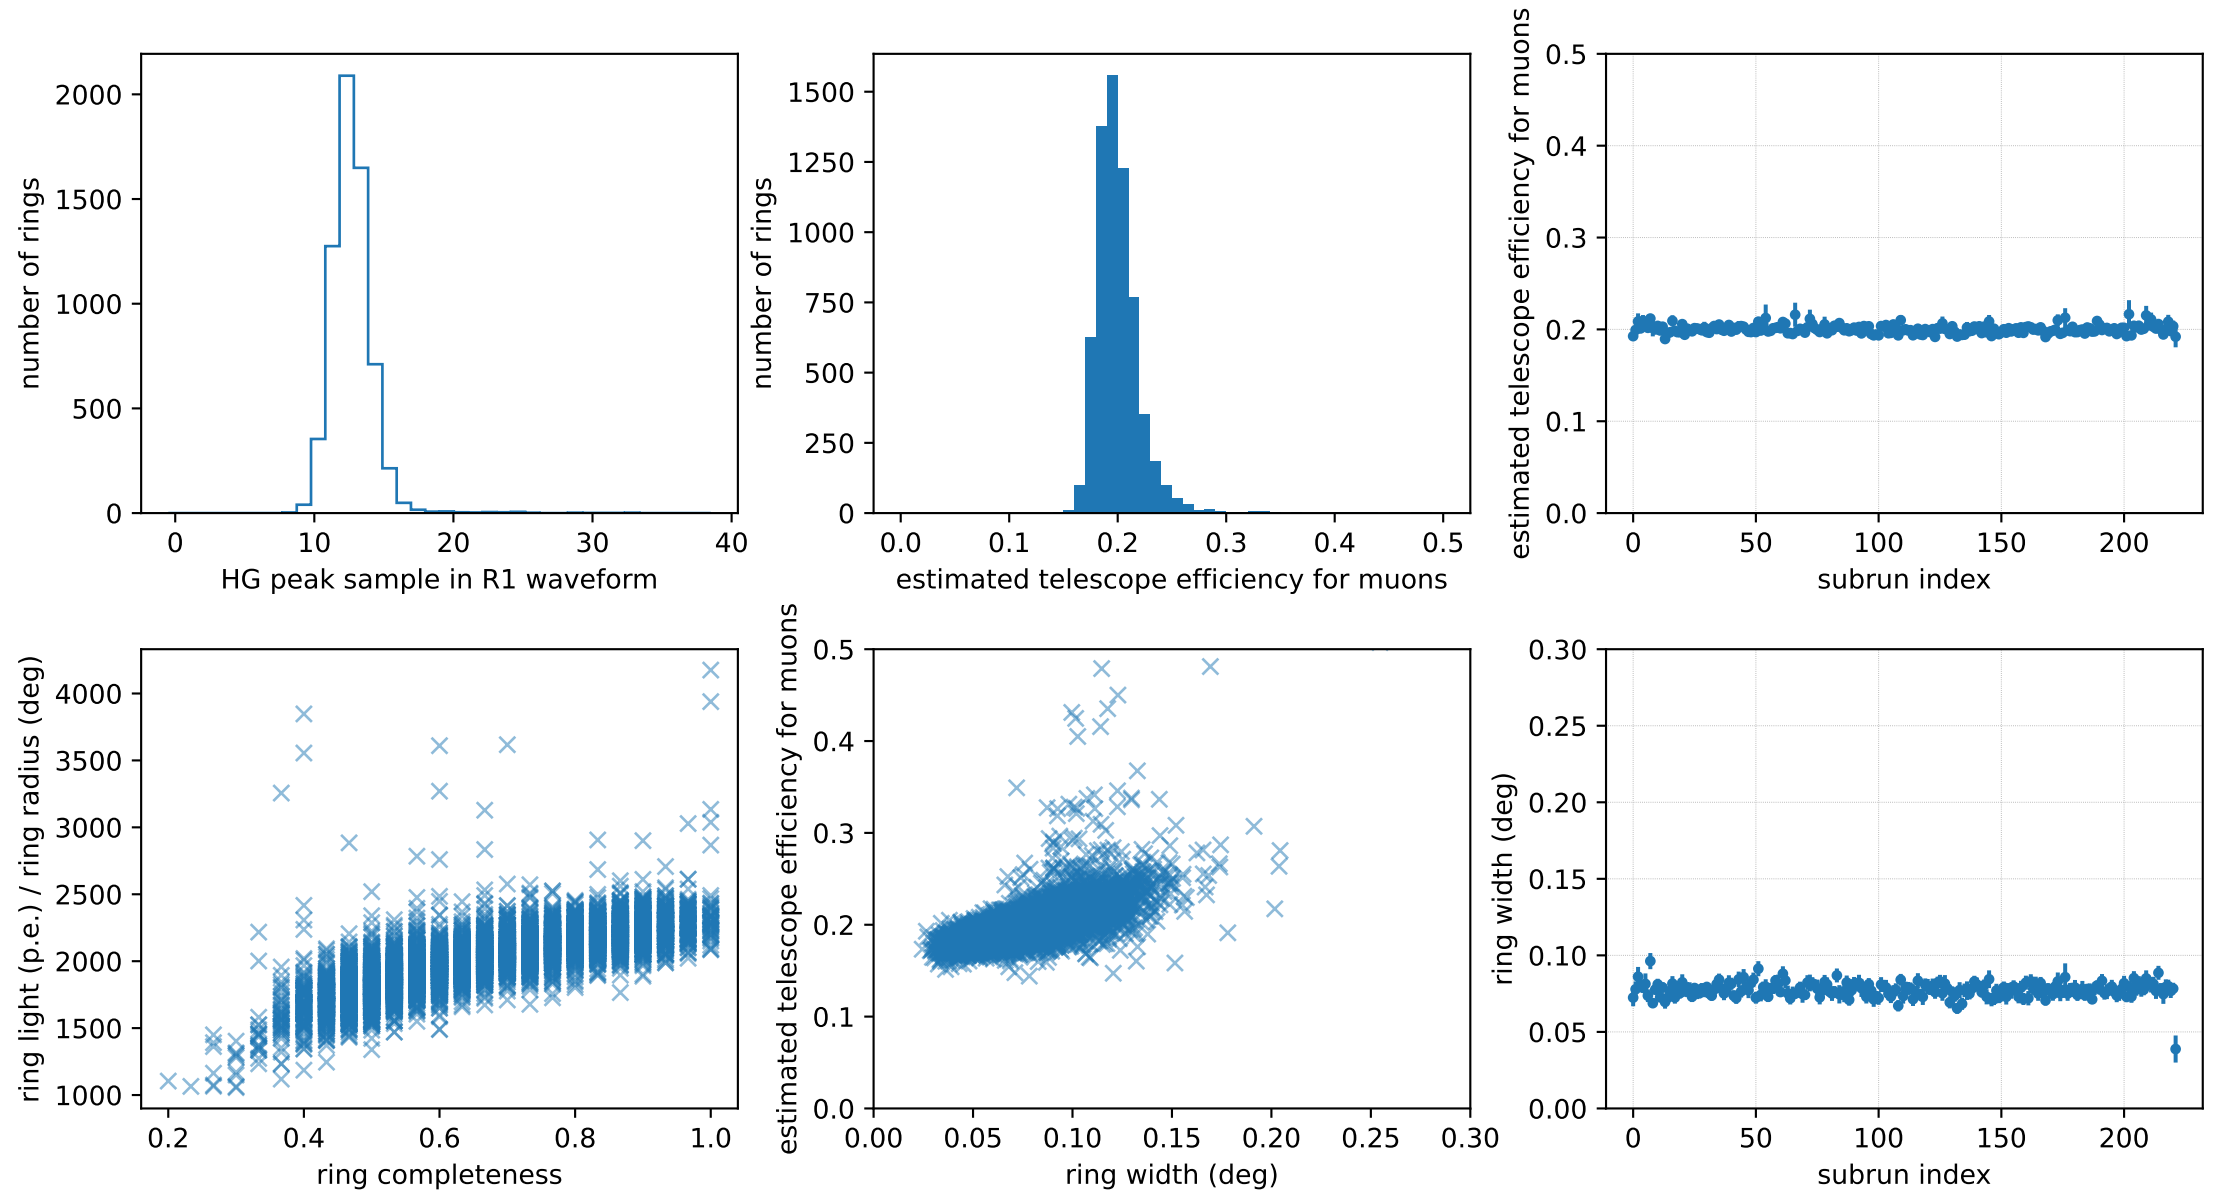 number of rings
2000
1500
1000
500
0
0 10 20 30 40
HG peak sample in R1 waveform
number of rings
1500
1250
1000
750
500
250
0
0.0 0.1 0.2 0.3 0.4 0.5
estimated telescope efficiency for muons
estimated telescope efficiency for muons
0.5
0.4
0.3
0.2
0.1
0.0
0 50 100 150 200
subrun index
ring light (p.e.) / ring radius (deg)
4000
3500
3000
2500
2000
1500
1000
0.2 0.4 0.6 0.8 1.0
ring completeness
estimated telescope efficiency for muons
0.5
0.4
0.3
0.2
0.1
0.0
0.00 0.05 0.10 0.15 0.20 0.25 0.30
ring width (deg)
ring width (deg)
0.30
0.25
0.20
0.15
0.10
0.05
0.00
0 50 100 150 200
subrun index